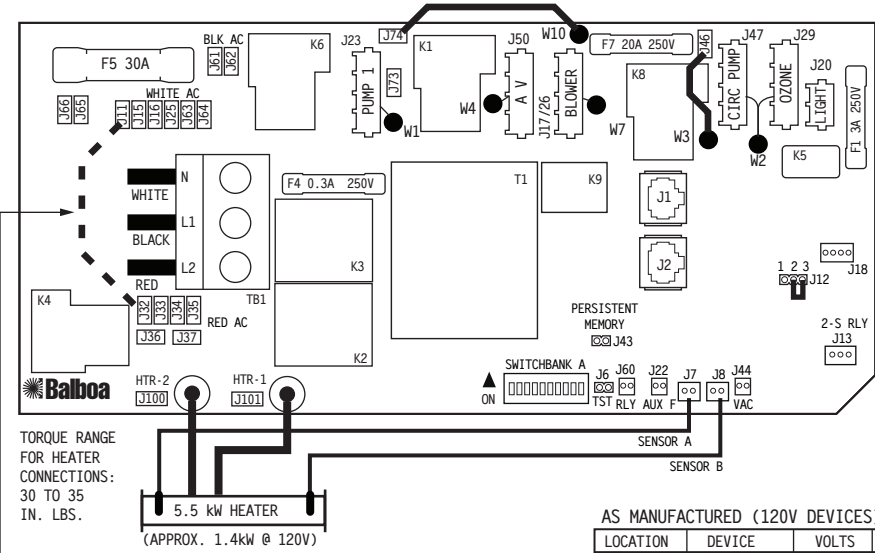 BLK AC
J61
J62
K6
J23
J74
PUMP 1
J73
W1
K1
W10
J50
W4
A V
J17/26
BLOWER
F7 20A 250V
J46
J47
J29
CIRC PUMP
OZONE
J20
LIGHT
F1 3A 250V
K8
W7
W3
W2
K5
F5 30A
WHITE AC
J66
J65
J11
J15
J16
J25
J63
J64
N
WHITE
L1
BLACK
L2
RED
TB1
F4 0.3A 250V
K3
K2
T1
K9
J1
J2
1 2 3
J12
J18
2-S RLY
J13
K4
J32
J33
J34
J35
RED AC
J36
J37
PERSISTENT
MEMORY
J43
Balboa
HTR-2
J100
HTR-1
J101
ON
SWITCHBANK A
J6
TST
J60
RLY
J22
AUX F
J7
J8
J44
VAC
SENSOR A
SENSOR B
TORQUE RANGE
FOR HEATER
CONNECTIONS:
30 TO 35
IN. LBS.
5.5 kW HEATER
(APPROX. 1.4kW @ 120V)
AS MANUFACTURED (120V DEVICES)
LOCATION DEVICE VOLTS